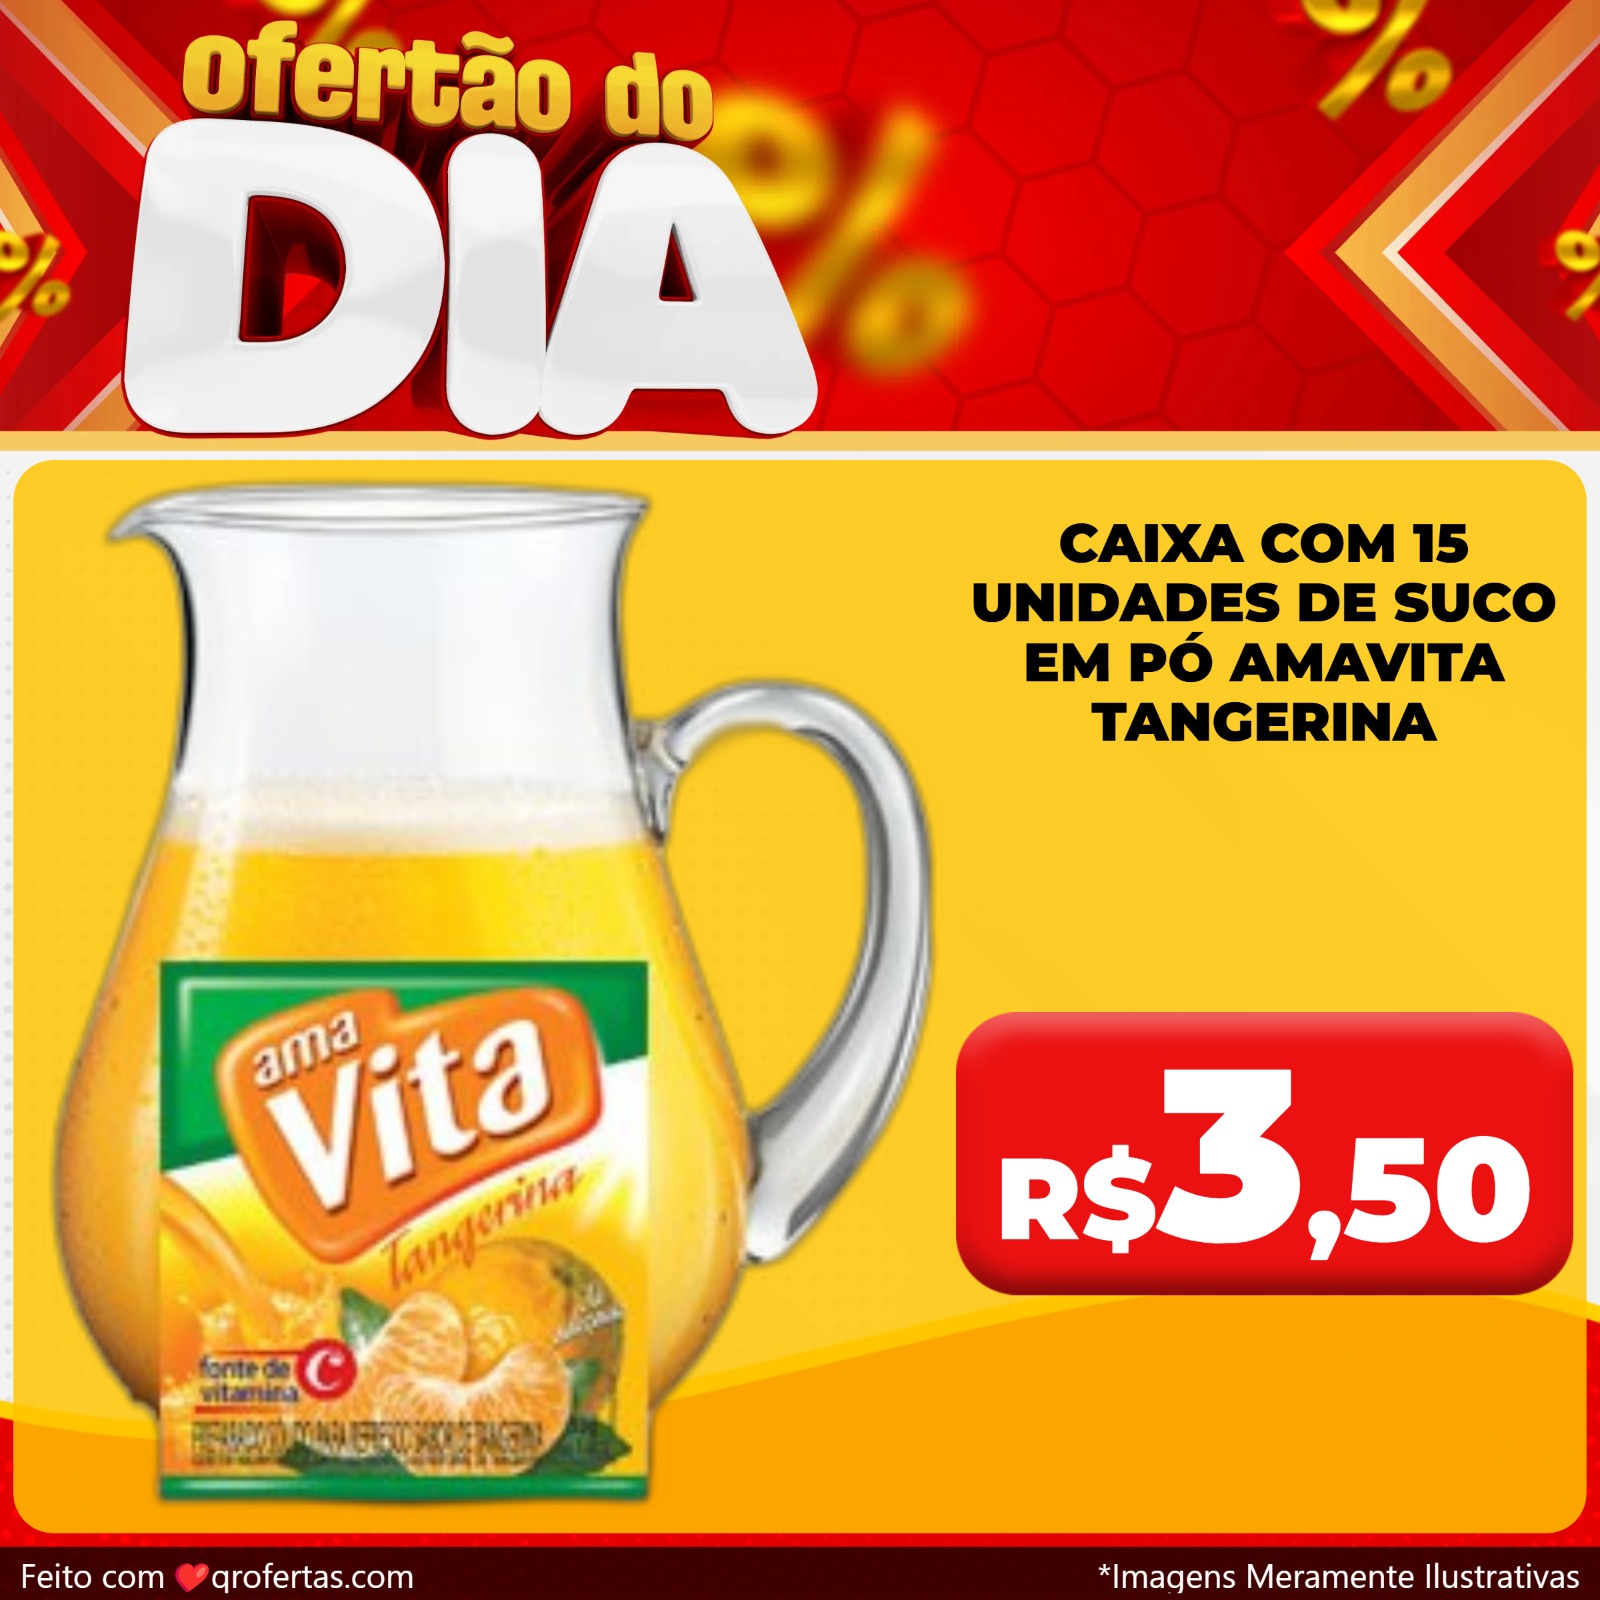 ofertão do
DIA
CAIXA COM 15
UNIDADES DE SUCO
EM PÓ AMAVITA
TANGERINA
R$3,50
ama
Vita
Tangerina
fonte de
vitamina C
Feito com ❤qrofertas.com
*Imagens Meramente Ilustrativas